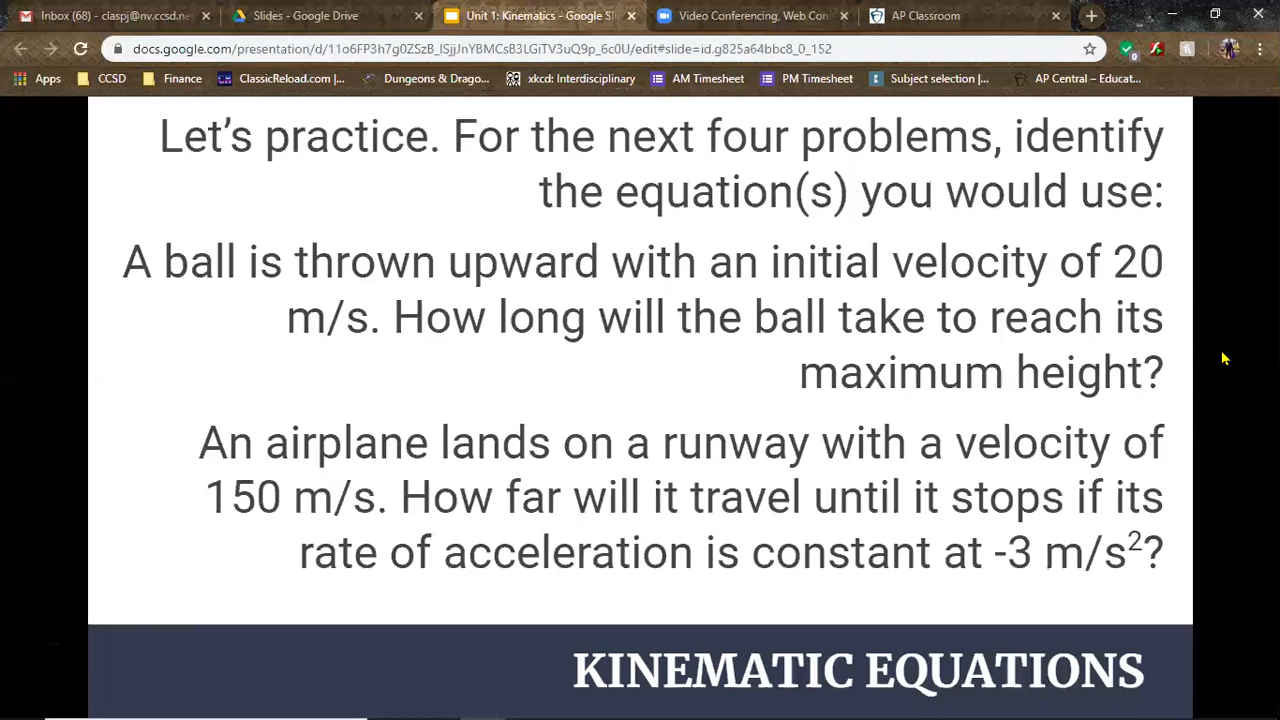 Inbox (68) - claspj@nv.ccsd.ne
Slides - Google Drive
Unit 1: Kinematics - Google Sl
Video Conferencing, Web Con
AP Classroom
docs.google.com/presentation/d/11o6FP3h7g0ZSzB_lSjjJnYBMCsB3LGiTV3uQ9p_6c0U/edit#slide=id.g825a64bbc8_0_152
Apps
CCSD
Finance
ClassicReload.com |...
Dungeons & Drago...
xkcd: Interdisciplinary
AM Timesheet
PM Timesheet
Subject selection |...
AP Central – Educat...
Let's practice. For the next four problems, identify
the equation(s) you would use:
A ball is thrown upward with an initial velocity of 20
m/s. How long will the ball take to reach its
maximum height?
An airplane lands on a runway with a velocity of
150 m/s. How far will it travel until it stops if its
rate of acceleration is constant at -3 m/s²?
KINEMATIC EQUATIONS